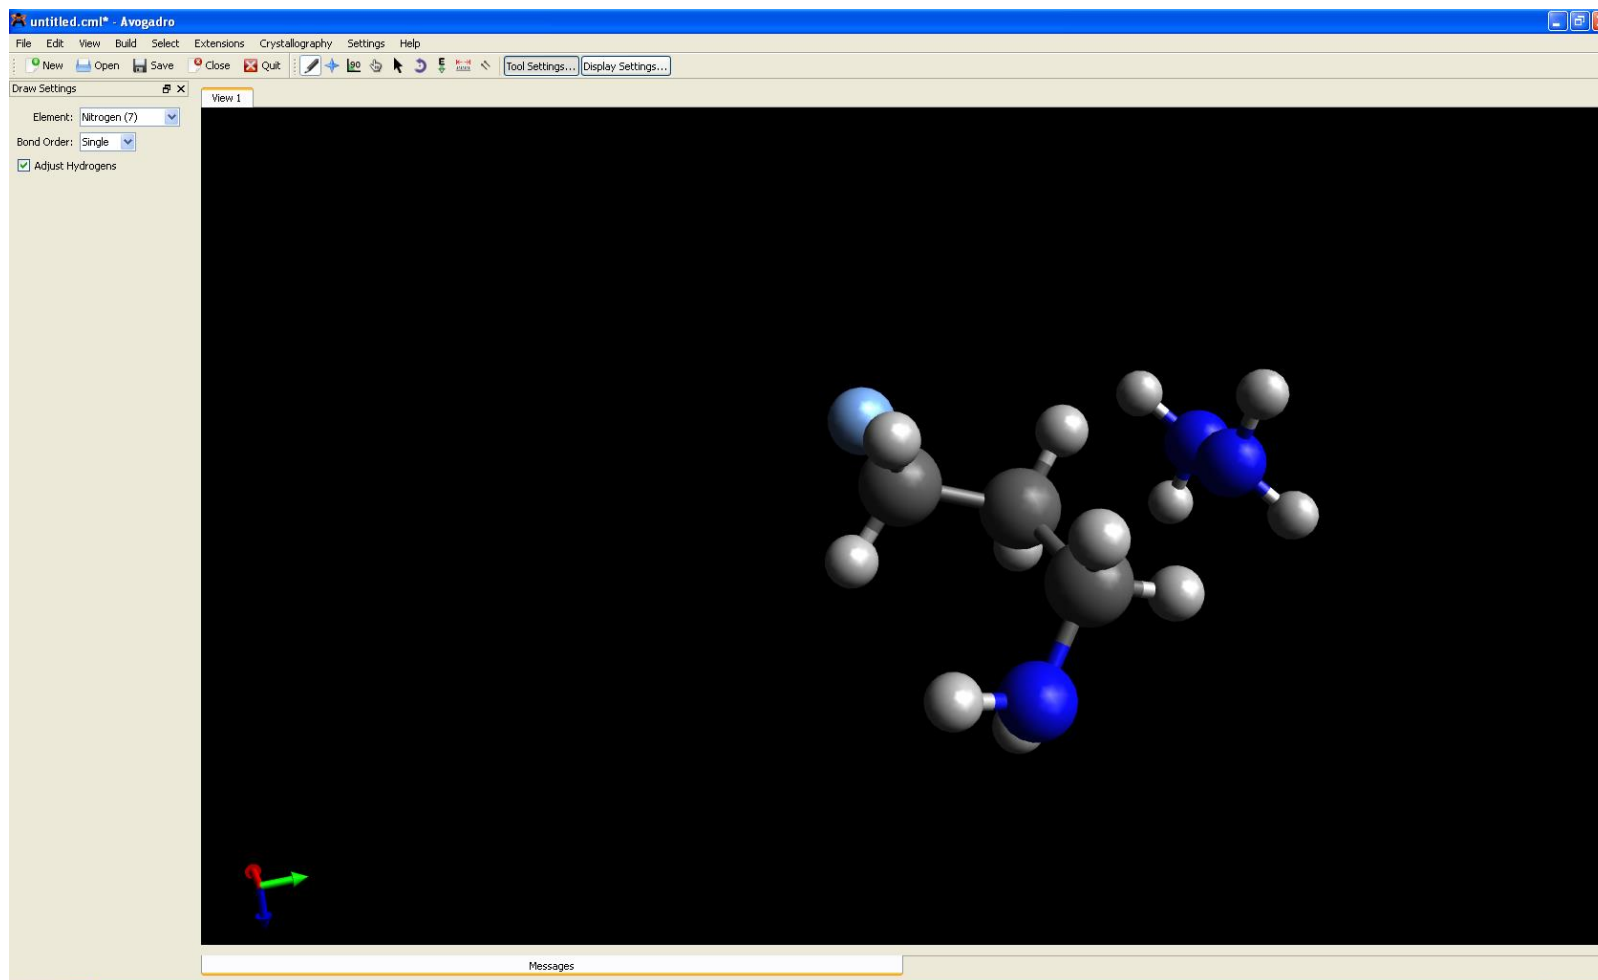 untitled.cml* - Avogadro
File Edit View Build Select Extensions Crystallography Settings Help
New Open Save Close Quit 90 E Tool Settings... Display Settings...
Draw Settings
View 1
Element: Nitrogen (7)
Bond Order: Single
Adjust Hydrogens
Messages